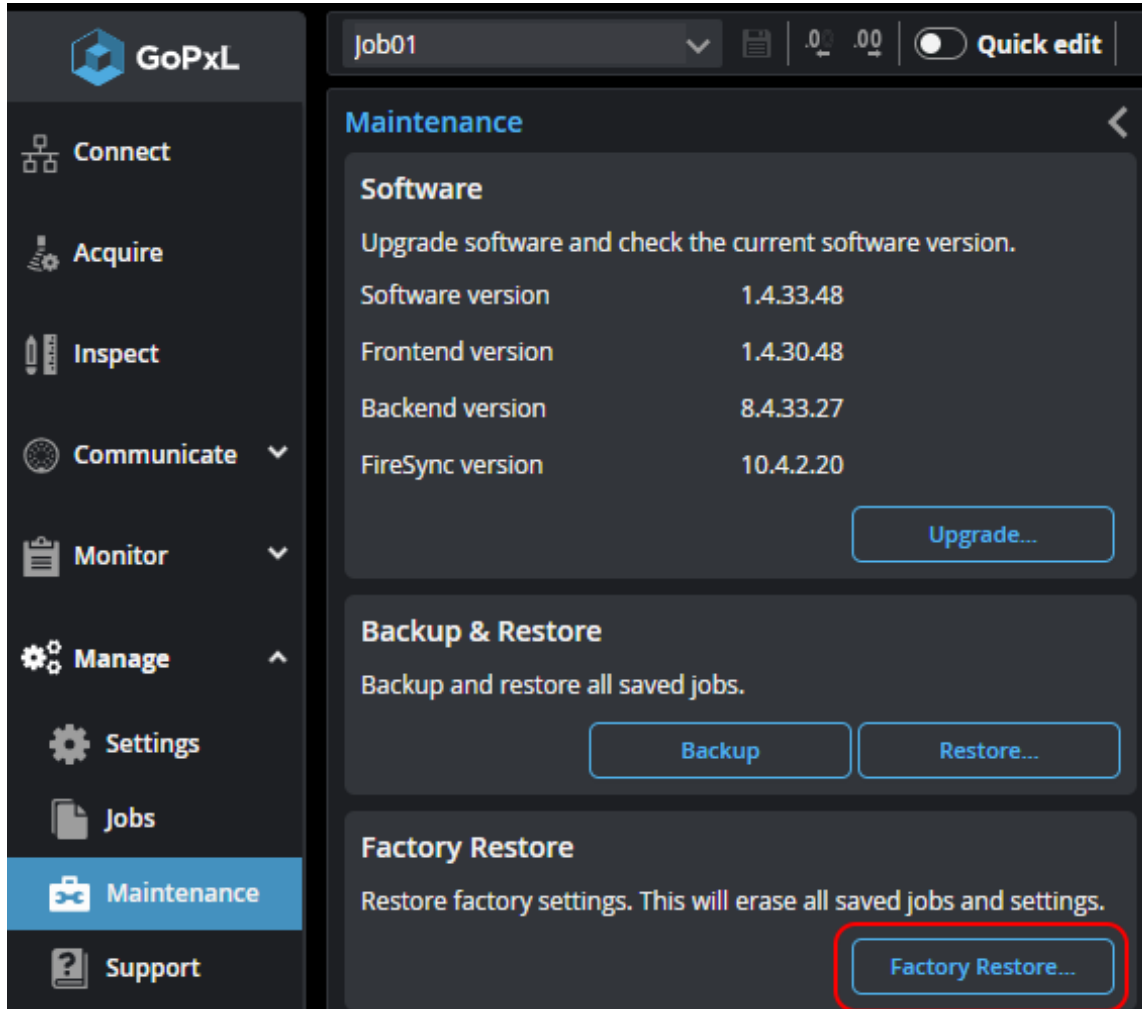 GoPxL
Connect
Acquire
Inspect
Communicate
Monitor
Manage
Settings
Jobs
Maintenance
Support
Job01
.00
.00
Quick edit
Maintenance
Software
Upgrade software and check the current software version.
Software version 1.4.33.48
Frontend version 1.4.30.48
Backend version 8.4.33.27
FireSync version 10.4.2.20
Upgrade...
Backup & Restore
Backup and restore all saved jobs.
Backup Restore...
Factory Restore
Restore factory settings. This will erase all saved jobs and settings.
Factory Restore...